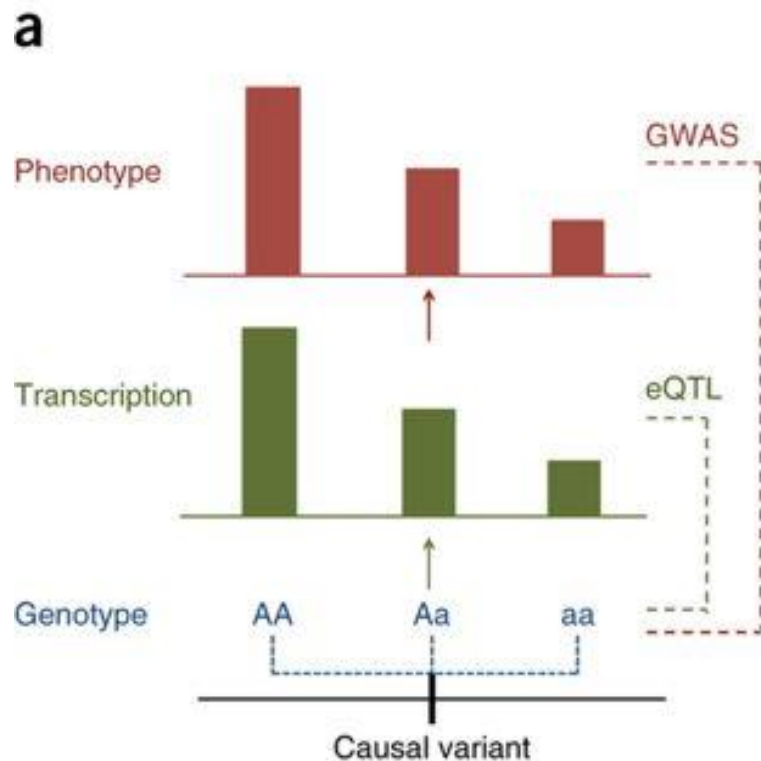 a
GWAS
Phenotype
eQTL
Transcription
Genotype AA Aa aa
Causal variant